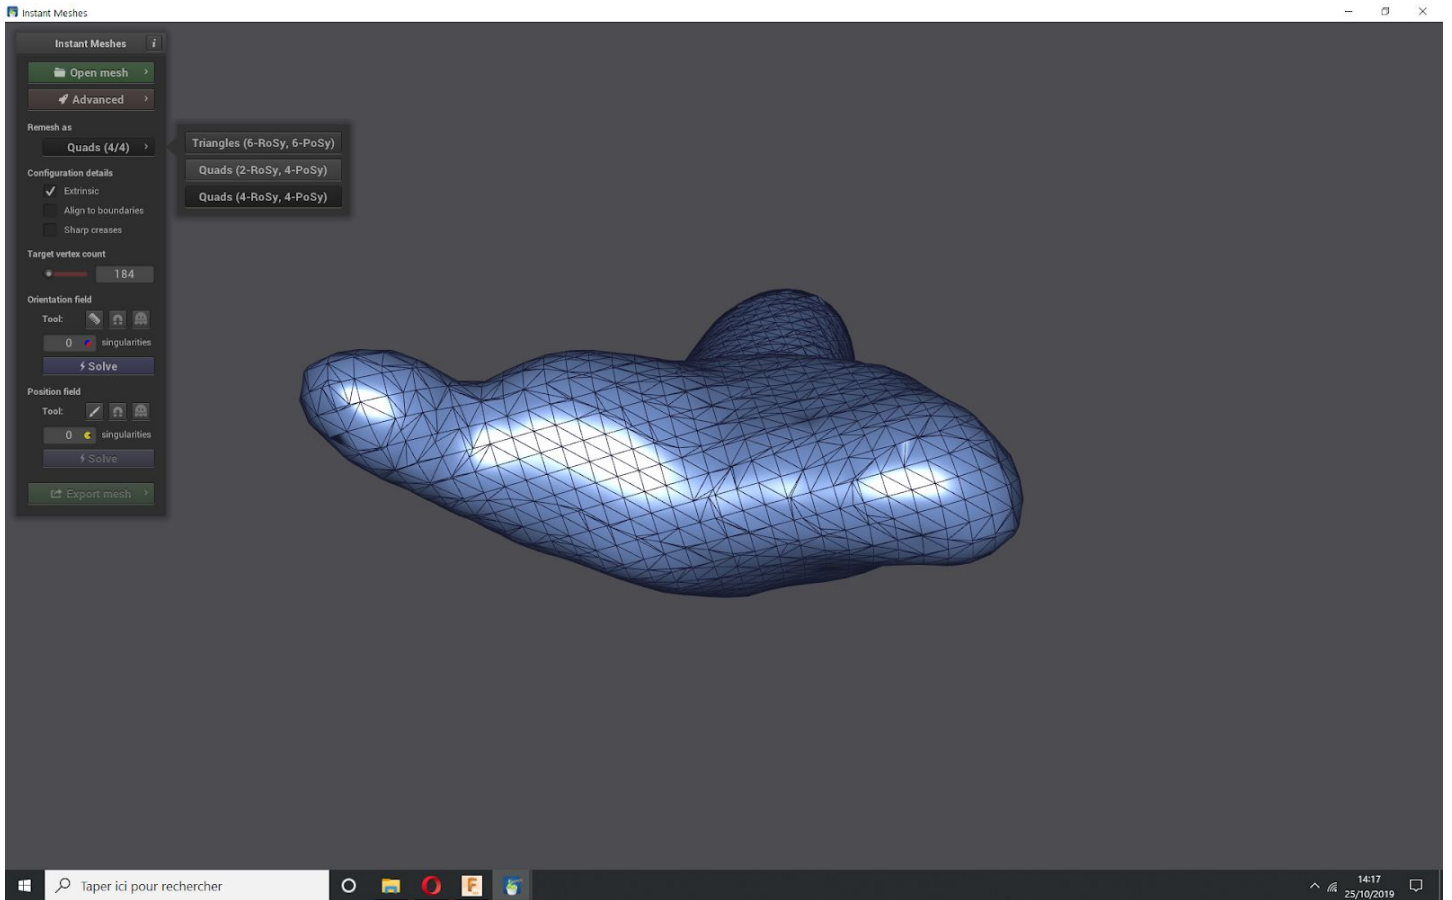 Instant Meshes
Instant Meshes i
Open mesh
Advanced
Remesh as
Quads (4/4)
Triangles (6-RoSy, 6-PoSy)
Quads (2-RoSy, 4-PoSy)
Quads (4-RoSy, 4-PoSy)
Configuration details
Extrinsic
Align to boundaries
Sharp creases
Target vertex count
184
Orientation field
Tool:
0 singularities
Solve
Position field
Tool:
0 singularities
Solve
Export mesh
Taper ici pour rechercher
14:17
25/10/2019